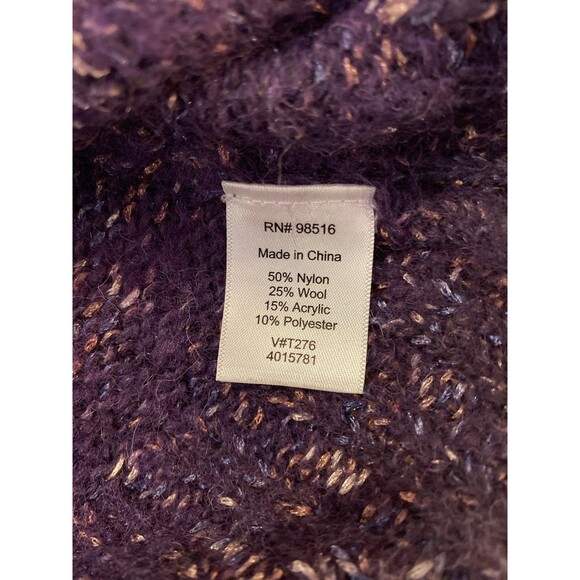 RN# 98516
Made in China
50% Nylon
25% Wool
15% Acrylic
10% Polyester
V#T276
4015781